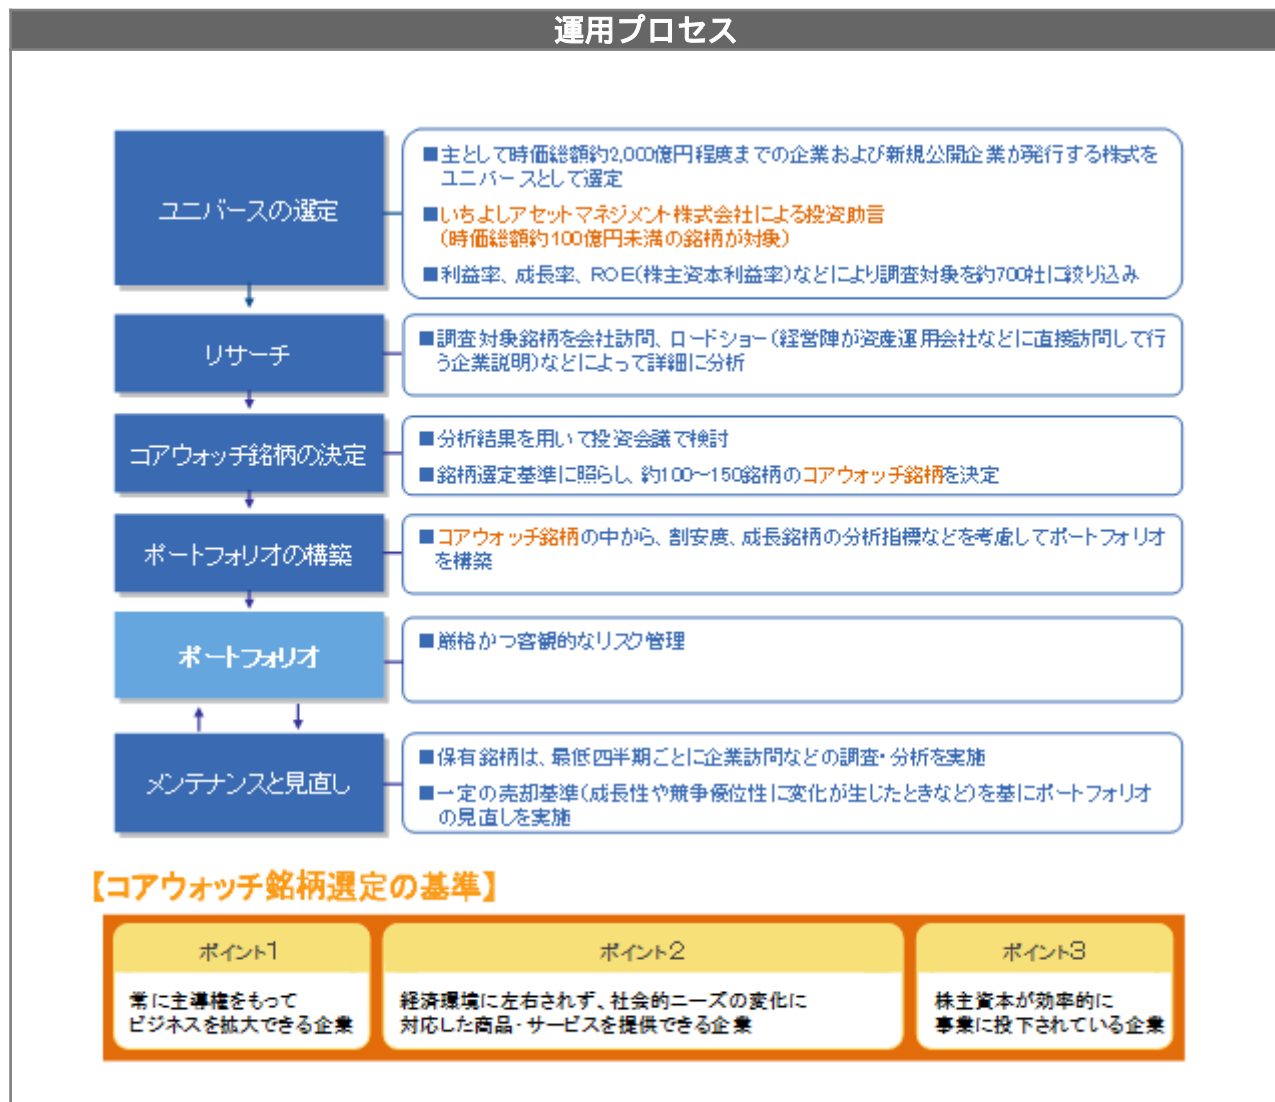 運用プロセス
ユニバースの選定
■主として時価総額約2,000億円程度までの企業および新規公開企業が発行する株式を
ユニバースとして選定
■いちよしアセットマネジメント株式会社による投資助言
（時価総額約100億円未満の銘柄が対象）
■利益率、成長率、ROE（株主資本利益率）などにより調査対象を約700社に絞り込み
リサーチ
■調査対象銘柄を会社訪問、ロードショー（経営陣が資産運用会社などに直接訪問して行
う企業説明）などによって詳細に分析
コアウォッチ銘柄の決定
■分析結果を用いて投資会議で検討
■銘柄選定基準に照らし、約100～150銘柄のコアウォッチ銘柄を決定
ポートフォリオの構築
■コアウォッチ銘柄の中から、割安度、成長銘柄の分析指標などを考慮してポートフォリオ
を構築
ポートフォリオ
■厳格かつ客観的なリスク管理
メンテナンスと見直し
■保有銘柄は、最低四半期ごとに企業訪問などの調査・分析を実施
■一定の売却基準（成長性や競争優位性に変化が生じたときなど）を基にポートフォリオ
の見直しを実施
【コアウォッチ銘柄選定の基準】
ポイント1
常に主導権をもって
ビジネスを拡大できる企業
ポイント2
経済環境に左右されず、社会的ニーズの変化に
対応した商品・サービスを提供できる企業
ポイント3
株主資本が効率的に
事業に投下されている企業